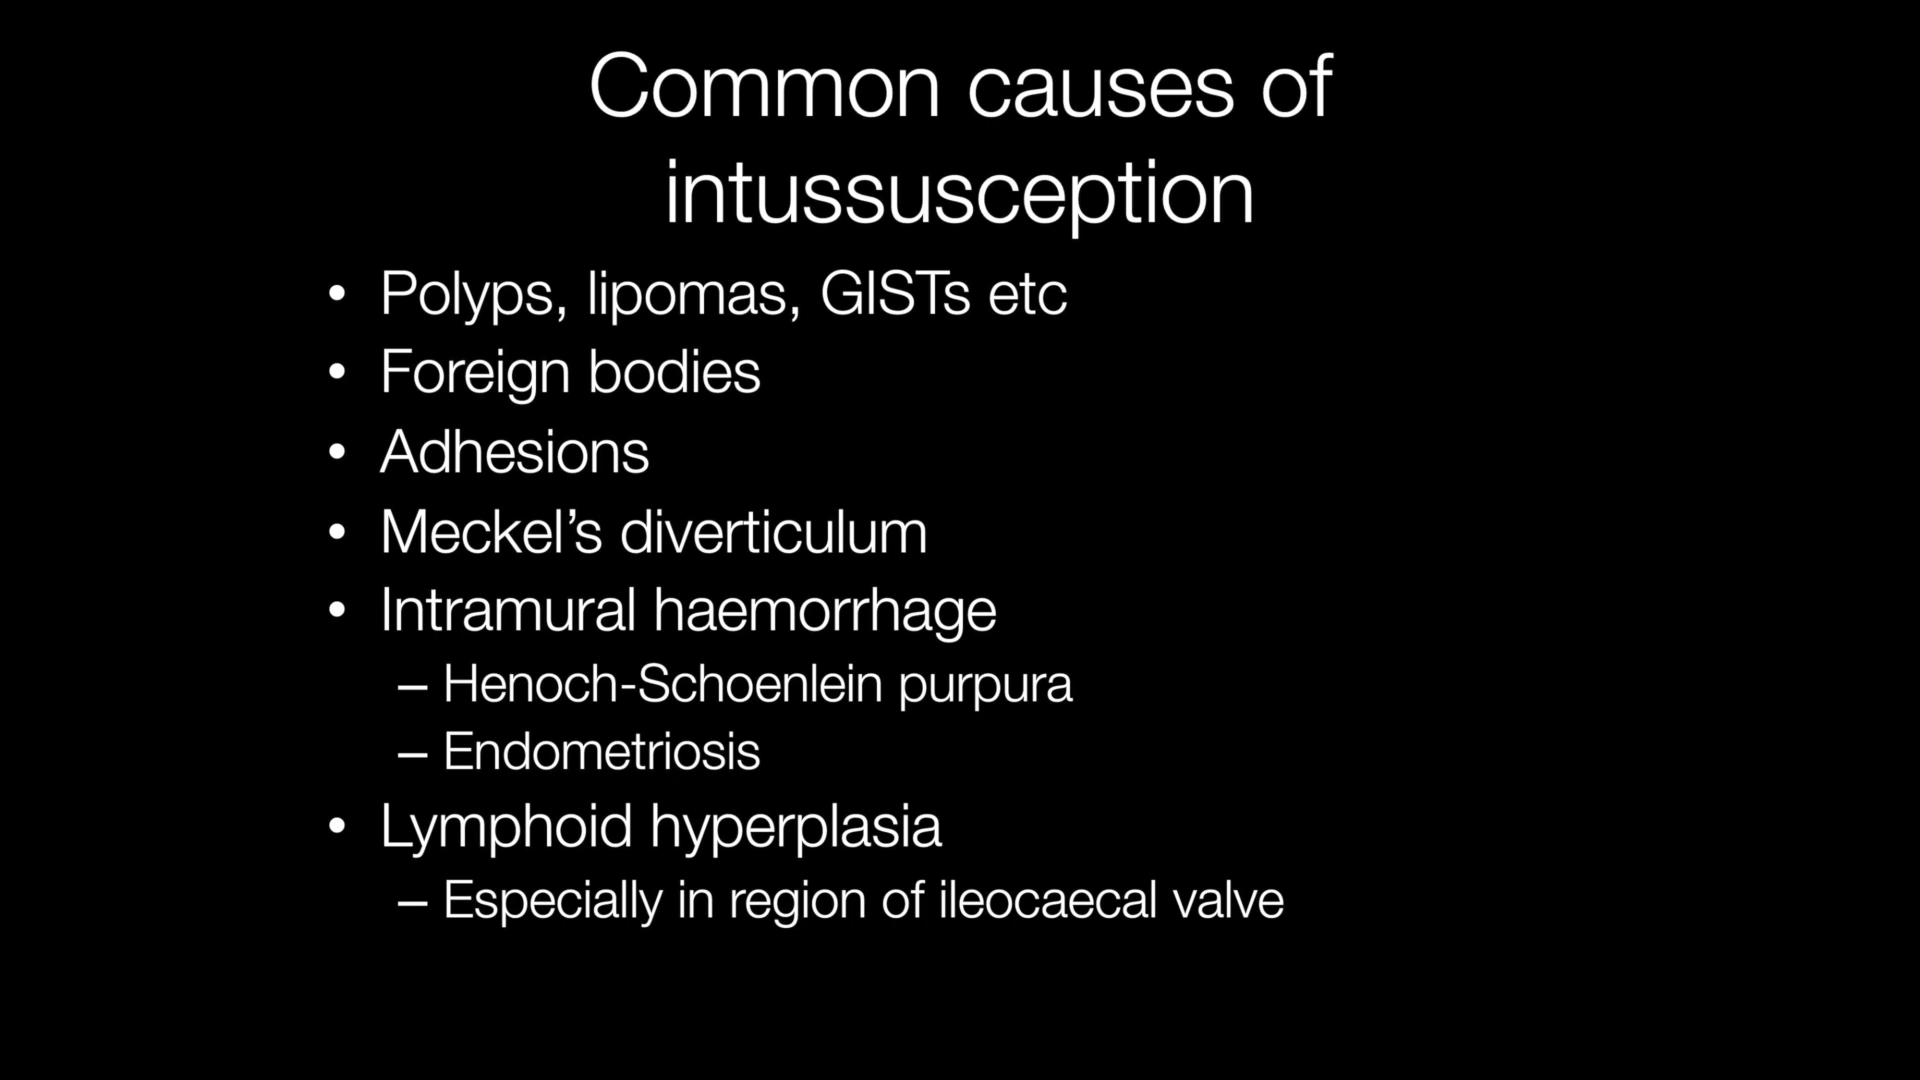 Common causes of
intussusception
• Polyps, lipomas, GISTs etc
• Foreign bodies
• Adhesions
• Meckel’s diverticulum
• Intramural haemorrhage
– Henoch-Schoenlein purpura
– Endometriosis
• Lymphoid hyperplasia
– Especially in region of ileocaecal valve